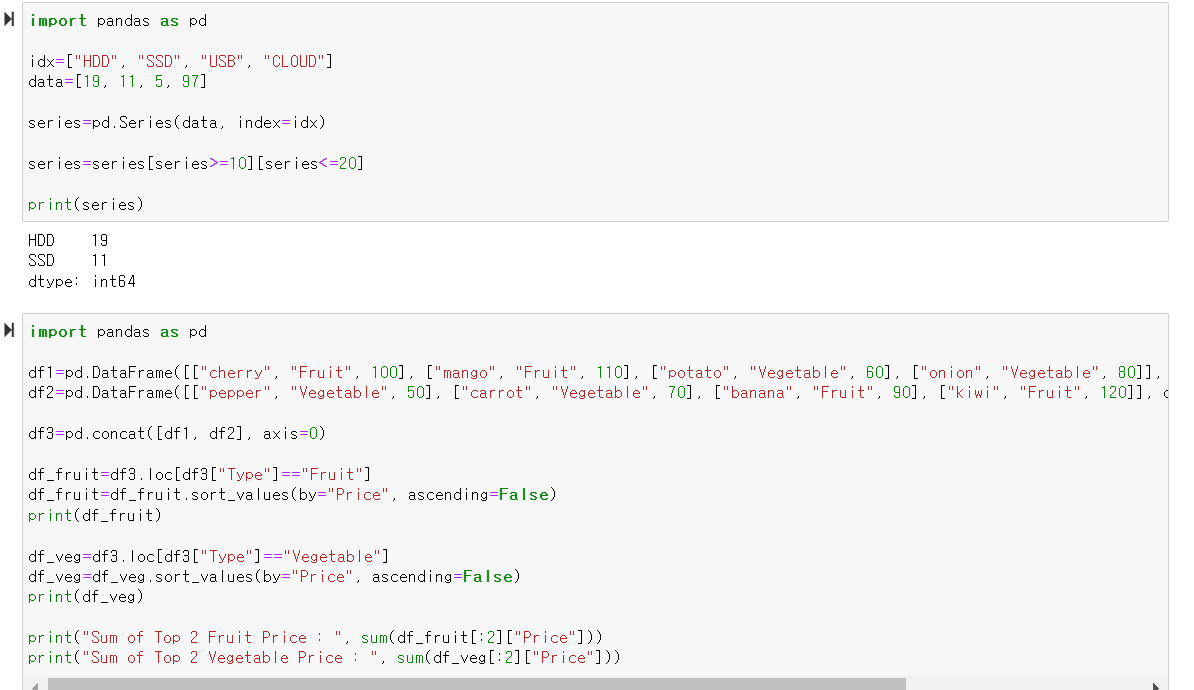 import pandas as pd
idx=["HDD", "SSD", "USB", "CLOUD"]
data=[19, 11, 5, 97]
series=pd.Series(data, index=idx)
series=series[series>=10][series<=20]
print(series)
HDD    19
SSD    11
dtype: int64
import pandas as pd
df1=pd.DataFrame([["cherry", "Fruit", 100], ["mango", "Fruit", 110], ["potato", "Vegetable", 60], ["onion", "Vegetable", 80]],
df2=pd.DataFrame([["pepper", "Vegetable", 50], ["carrot", "Vegetable", 70], ["banana", "Fruit", 90], ["kiwi", "Fruit", 120]],
df3=pd.concat([df1, df2], axis=0)
df_fruit=df3.loc[df3["Type"]=="Fruit"]
df_fruit=df_fruit.sort_values(by="Price", ascending=False)
print(df_fruit)
df_veg=df3.loc[df3["Type"]=="Vegetable"]
df_veg=df_veg.sort_values(by="Price", ascending=False)
print(df_veg)
print("Sum of Top 2 Fruit Price : ", sum(df_fruit[:2]["Price"]))
print("Sum of Top 2 Vegetable Price : ", sum(df_veg[:2]["Price"]))